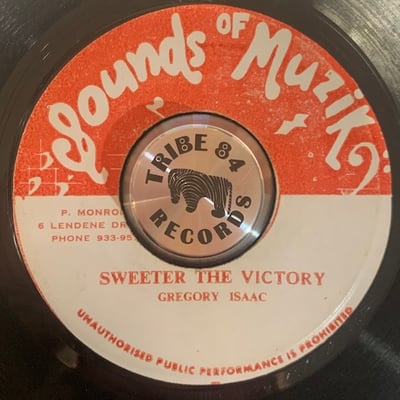 Sounds OF MuziK
TRIBE 84
RECORDS
P. MONRO
6 LENDENE DR
PHONE 933-95
SWEETER THE VICTORY
GREGORY ISAAC
UNAUTHORISED PUBLIC PERFORMANCE IS PROHIBITED